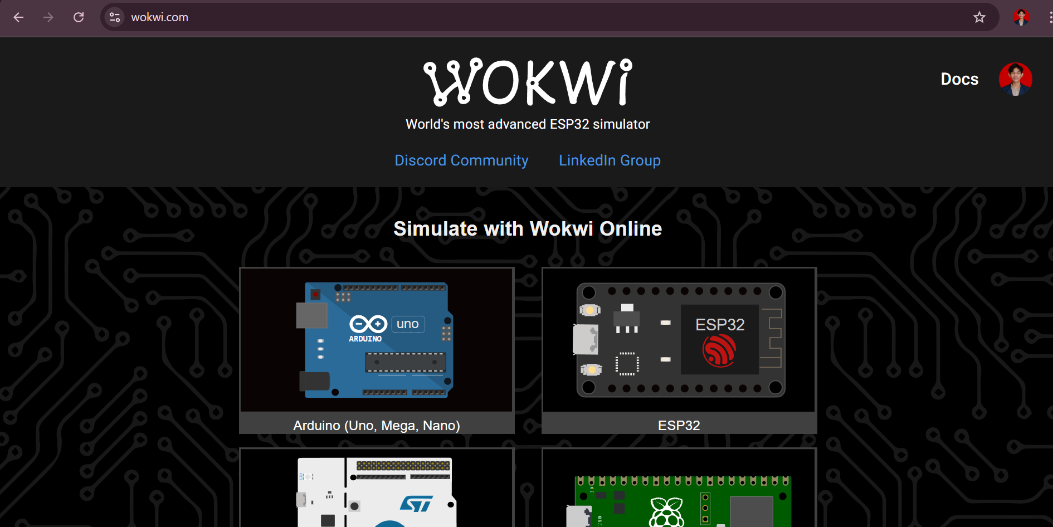 wokwi.com
WOKWi
Docs
World's most advanced ESP32 simulator
Discord Community LinkedIn Group
Simulate with Wokwi Online
uno
ARDUINO
ESP32
Arduino (Uno, Mega, Nano)
ESP32
ST